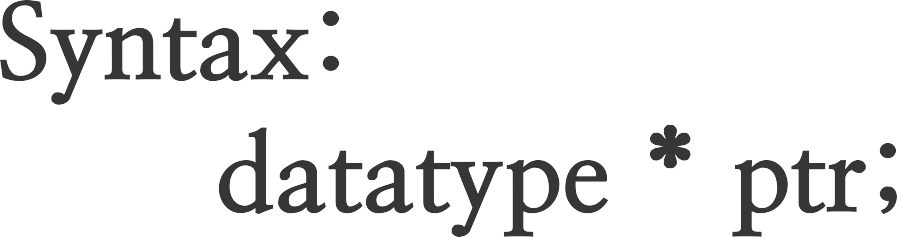 Syntax:
datatype * ptr;